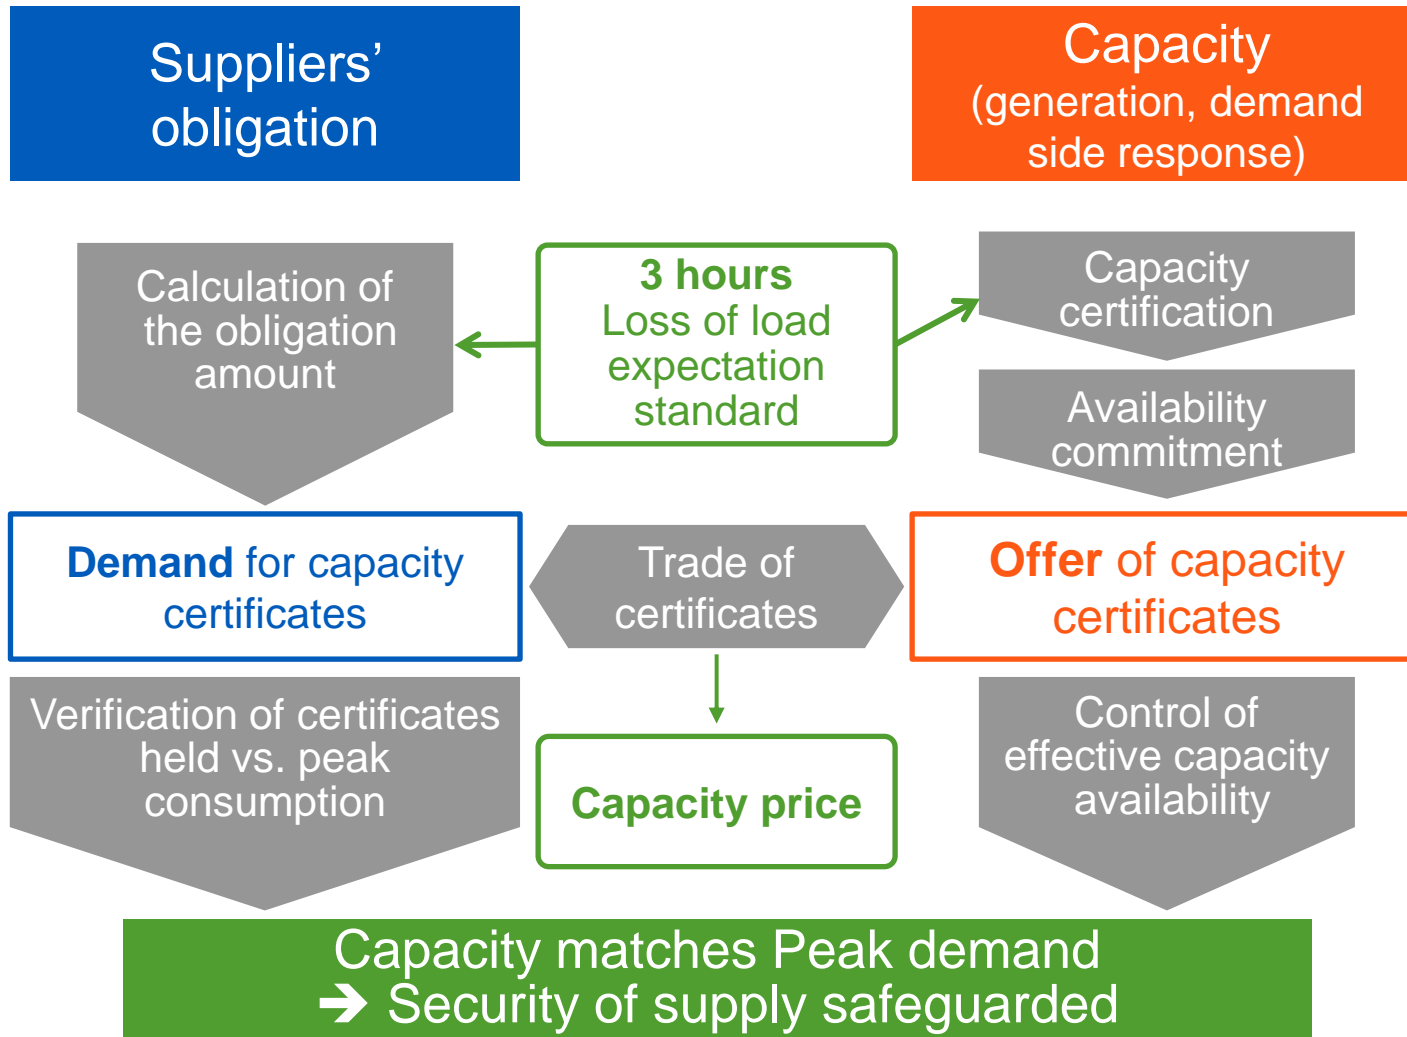 Suppliers’
obligation
Capacity
(generation, demand
side response)
Calculation of
the obligation
amount
3 hours
Loss of load
expectation
standard
Capacity
certification
Availability
commitment
Demand for capacity
certificates
Trade of
certificates
Offer of capacity
certificates
Verification of certificates
held vs. peak
consumption
Capacity price
Control of
effective capacity
availability
Capacity matches Peak demand
➔ Security of supply safeguarded